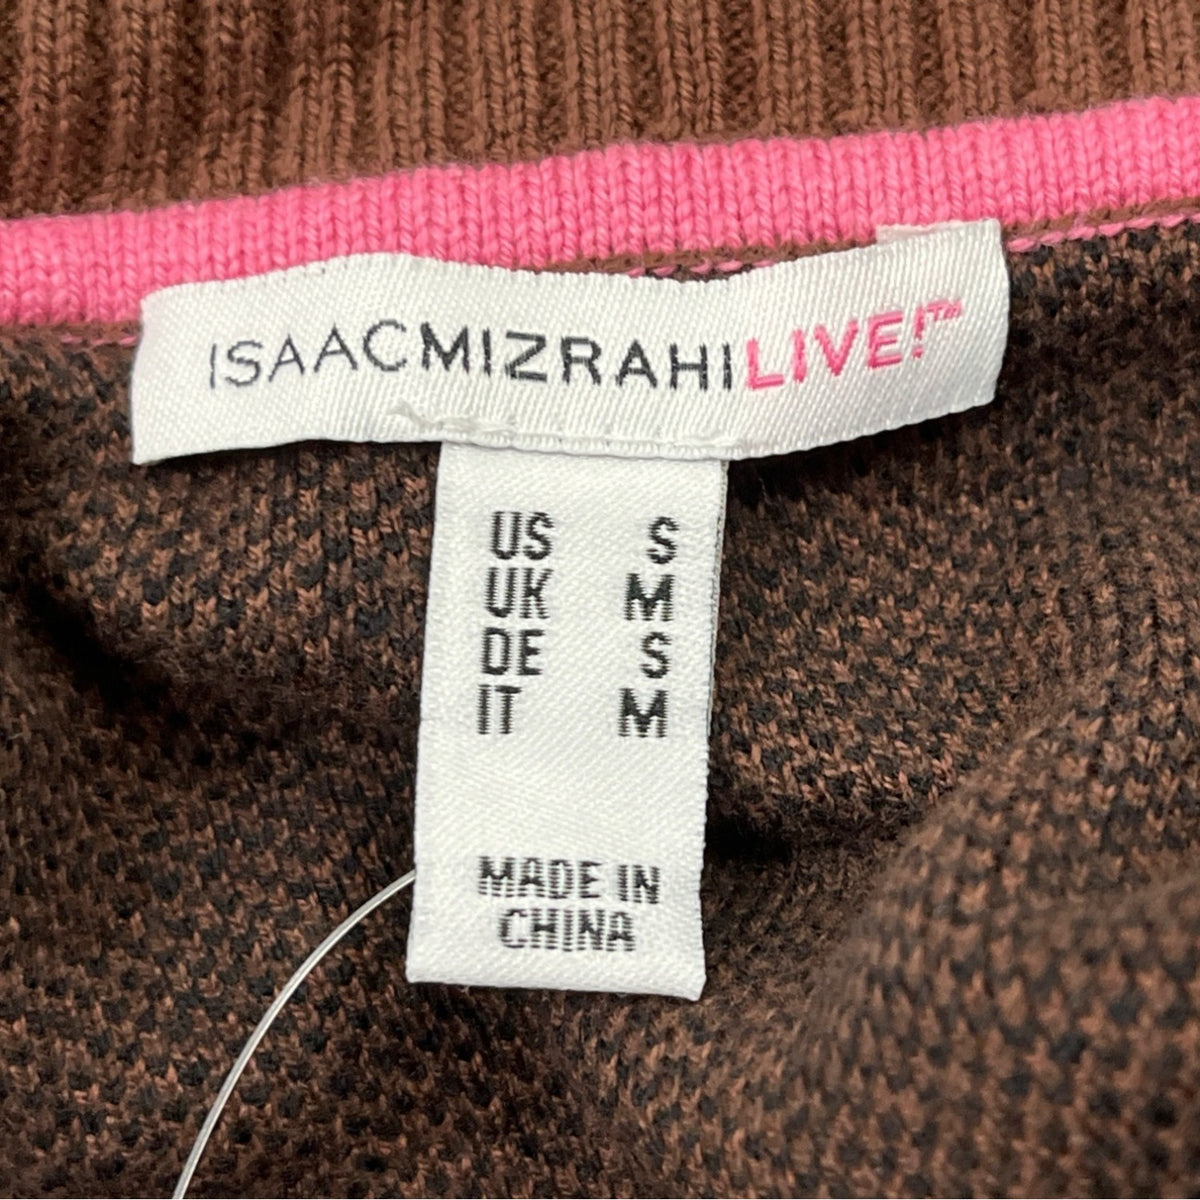 ISAACMIZRAHILIVE!™
US S
UK M
DE S
IT M
MADE IN
CHINA